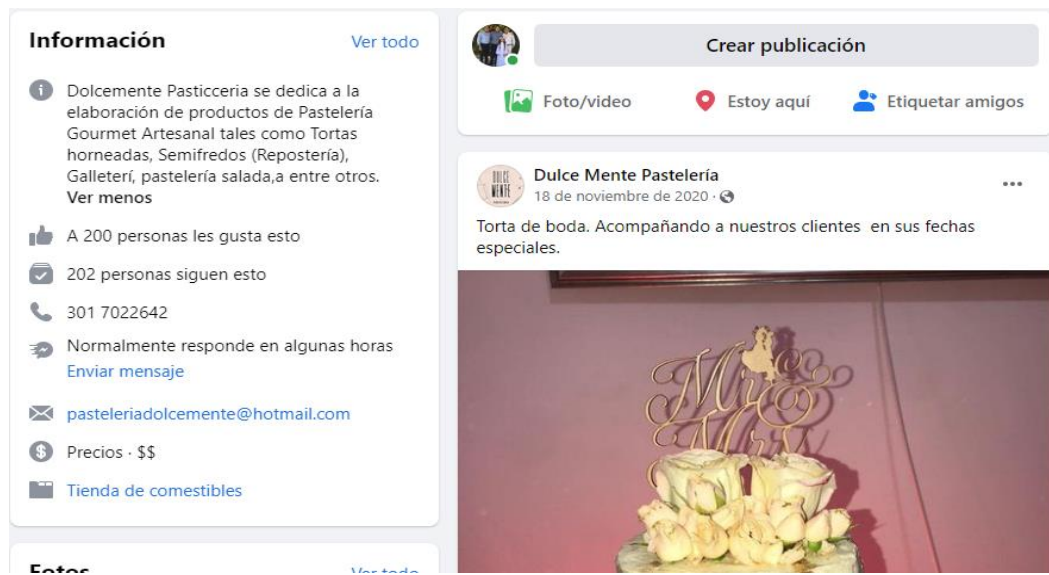 Información
Ver todo
Dolcemente Pasticceria se dedica a la
elaboración de productos de Pastelería
Gourmet Artesanal tales como Tortas
horneadas, Semifredos (Repostería),
Galleterí, pastelería salada,a entre otros.
Ver menos
A 200 personas les gusta esto
202 personas siguen esto
301 7022642
Normalmente responde en algunas horas
Enviar mensaje
pasteleriadolcemente@hotmail.com
Precios · $$
Tienda de comestibles
Fotos
Ver todo
Crear publicación
Foto/video
Estoy aquí
Etiquetar amigos
DULCE
MENTE
Dulce Mente Pastelería
18 de noviembre de 2020 ·
Torta de boda. Acompañando a nuestros clientes en sus fechas
especiales.
Mr &
Mrs